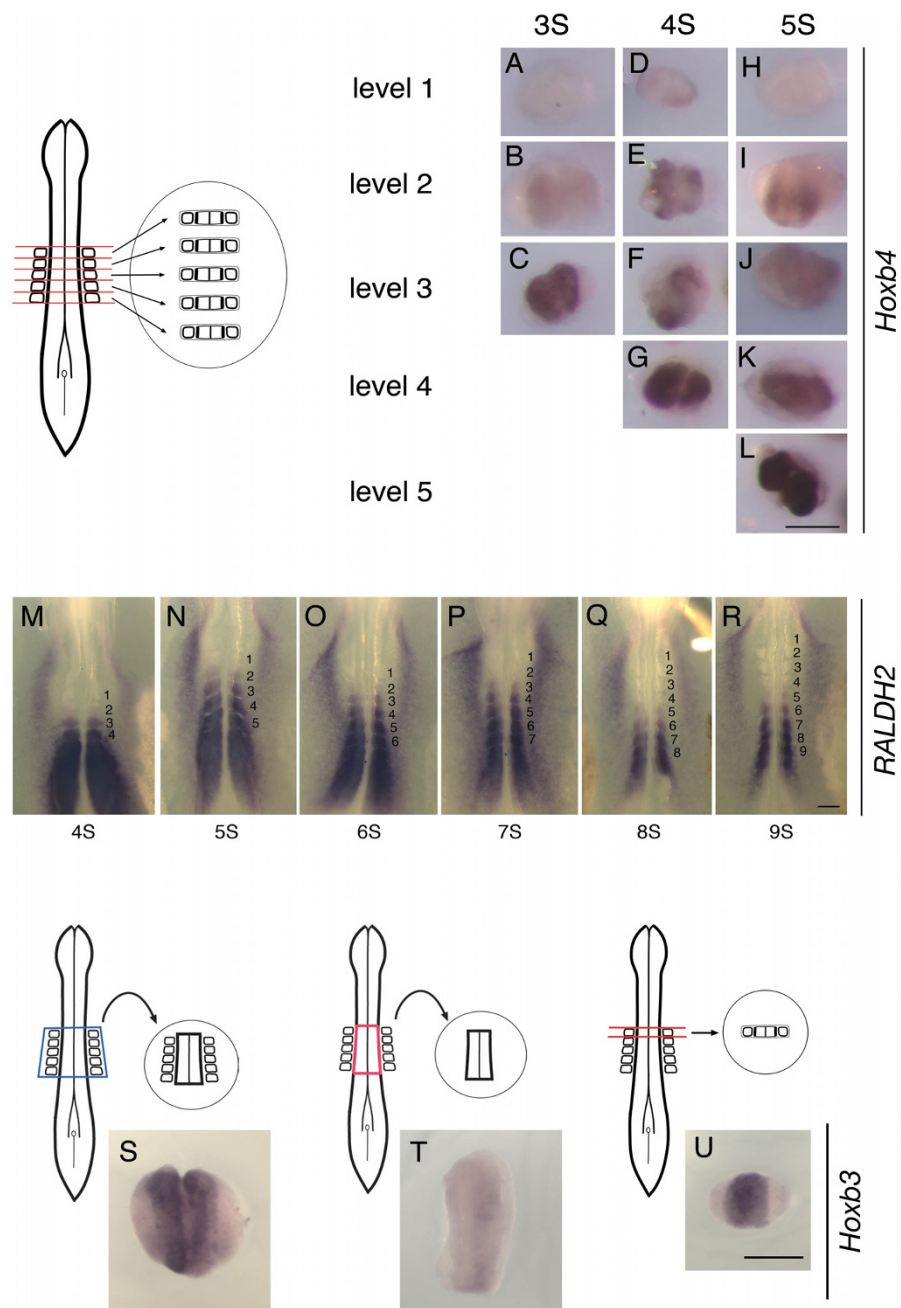 3S 4S 5S
level 1 A D H
level 2 B E I
level 3 C F J
level 4 G K
level 5 L
Hoxb4
M N O P Q R
1 2 3 4
1 2 3 4 5
1 2 3 4 5 6
1 2 3 4 5 6 7
1 2 3 4 5 6 7 8
1 2 3 4 5 6 7 8 9
RALDH2
4S 5S 6S 7S 8S 9S
S T U
Hoxb3